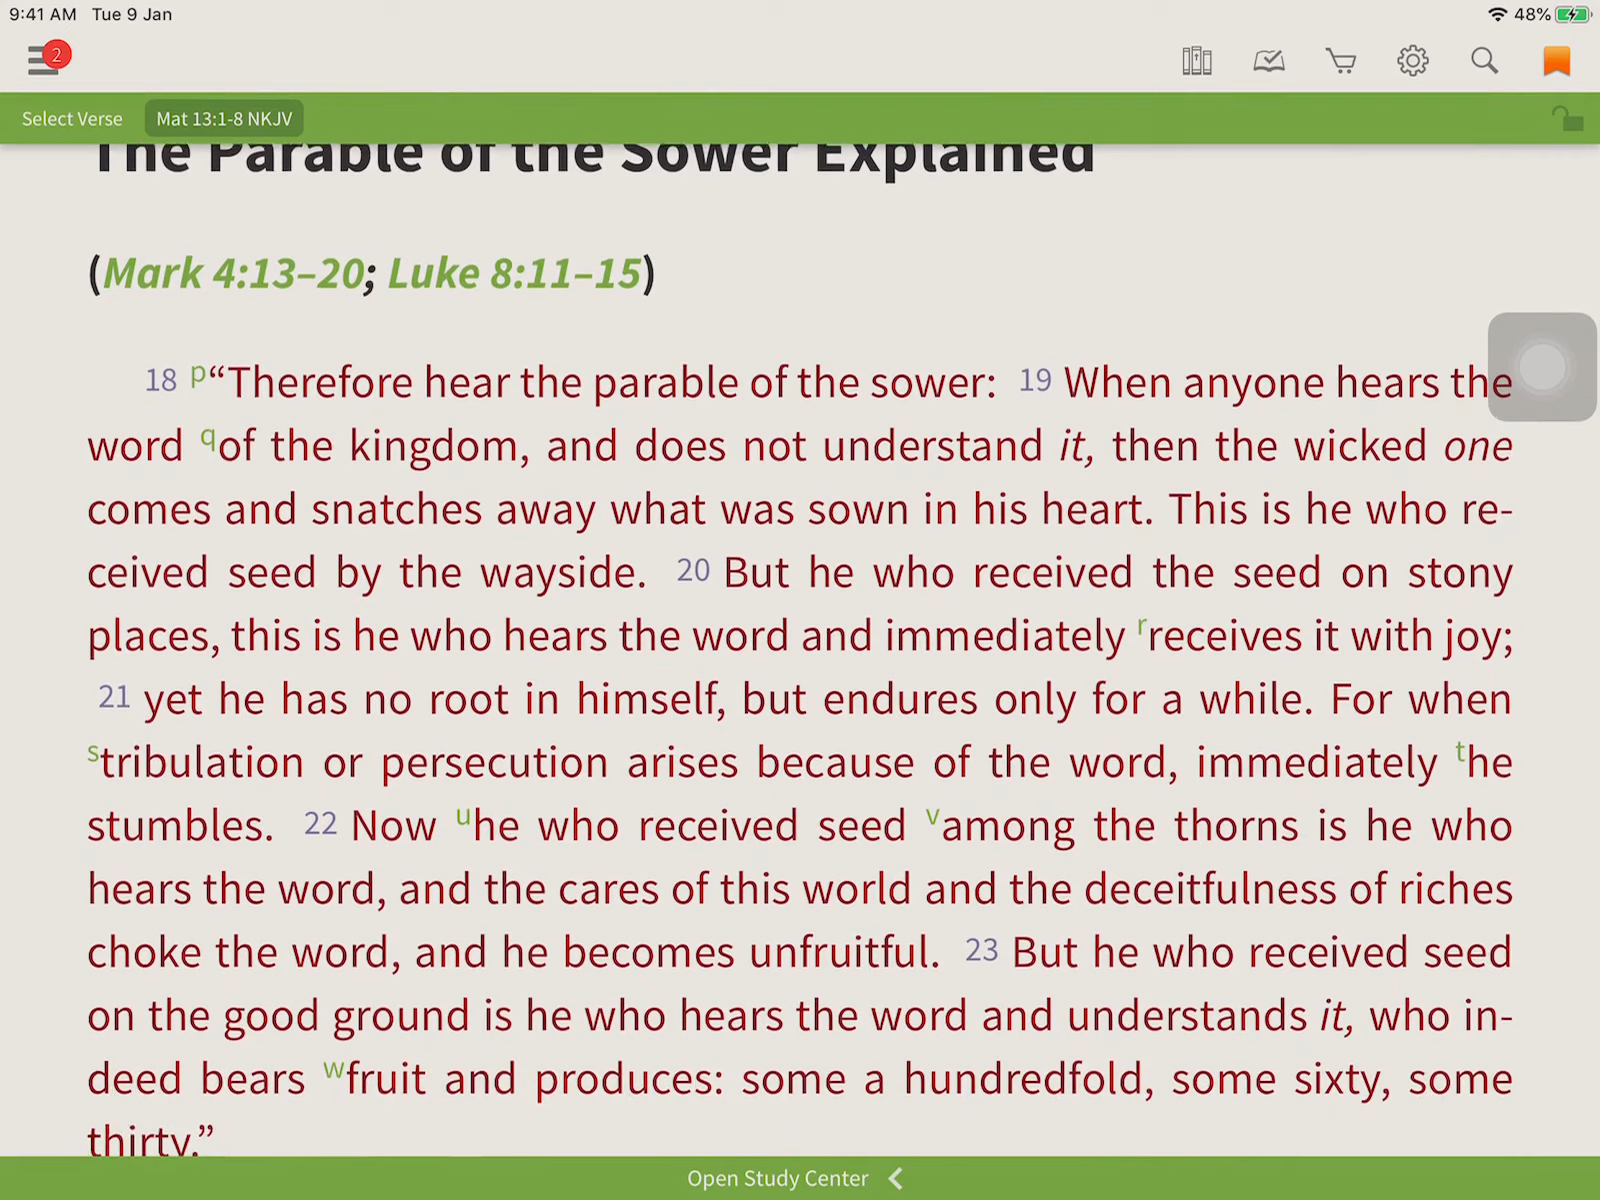 9:41 AM Tue 9 Jan 48%
2
Select Verse Mat 13:1-8 NKJV
The Parable of the Sower Explained
(Mark 4:13–20; Luke 8:11–15)
18 p“Therefore hear the parable of the sower: 19 When anyone hears the
word qof the kingdom, and does not understand it, then the wicked one
comes and snatches away what was sown in his heart. This is he who re-
ceived seed by the wayside. 20 But he who received the seed on stony
places, this is he who hears the word and immediately rreceives it with joy;
21 yet he has no root in himself, but endures only for a while. For when
stribulation or persecution arises because of the word, immediately the
stumbles. 22 Now uhe who received seed vamong the thorns is he who
hears the word, and the cares of this world and the deceitfulness of riches
choke the word, and he becomes unfruitful. 23 But he who received seed
on the good ground is he who hears the word and understands it, who in-
deed bears wfruit and produces: some a hundredfold, some sixty, some
thirty.”
Open Study Center